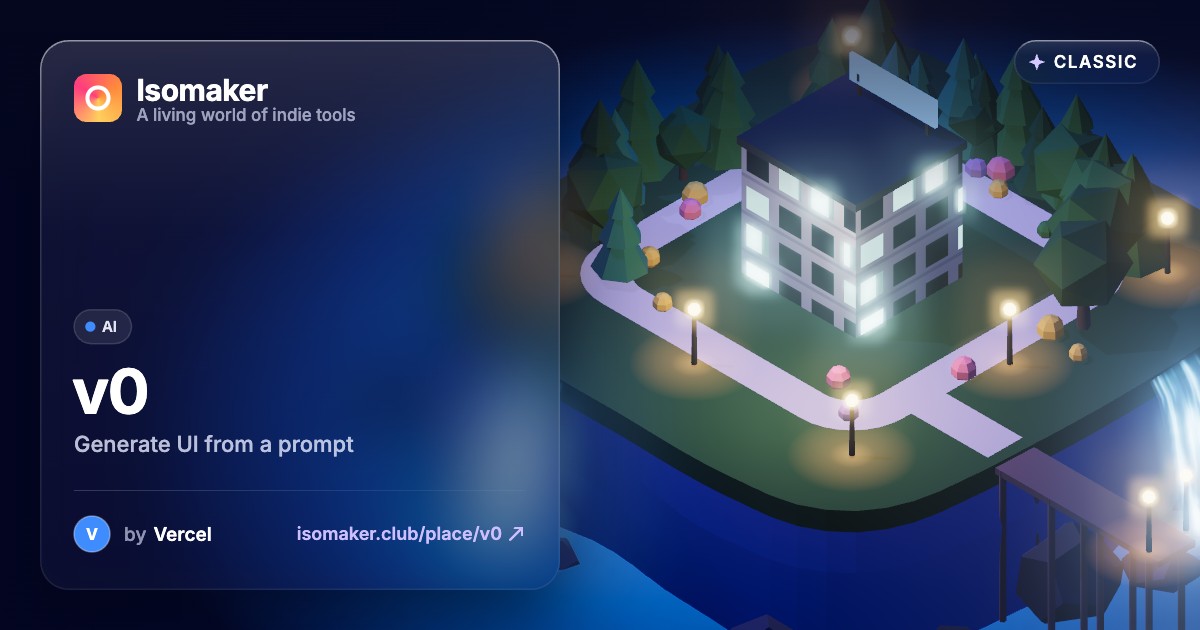 Isomaker
A living world of indie tools
CLASSIC
AI
v0
Generate UI from a prompt
V
by Vercel
isomaker.club/place/v0 ↗